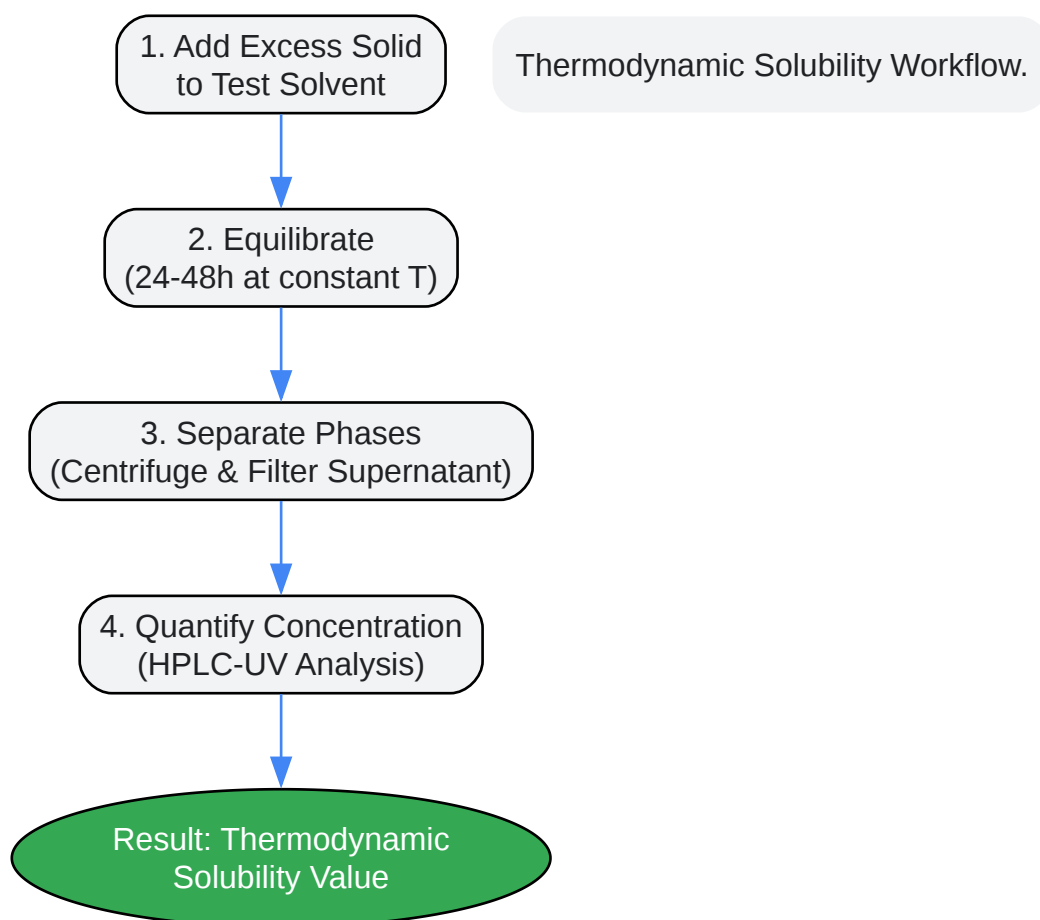 1. Add Excess Solid
to Test Solvent
Thermodynamic Solubility Workflow.
2. Equilibrate
(24-48h at constant T)
3. Separate Phases
(Centrifuge & Filter Supernatant)
4. Quantify Concentration
(HPLC-UV Analysis)
Result: Thermodynamic
Solubility Value